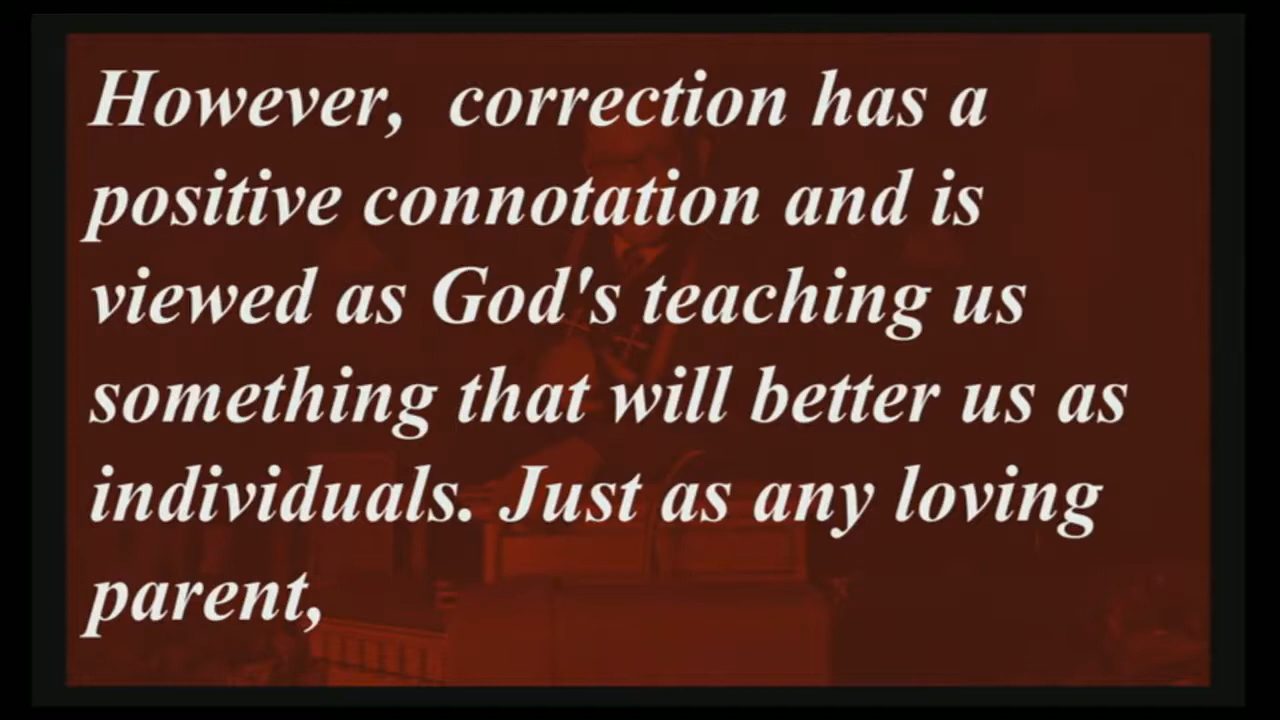 However,  correction has a
positive connotation and is
viewed as God's teaching us
something that will better us as
individuals. Just as any loving
parent,